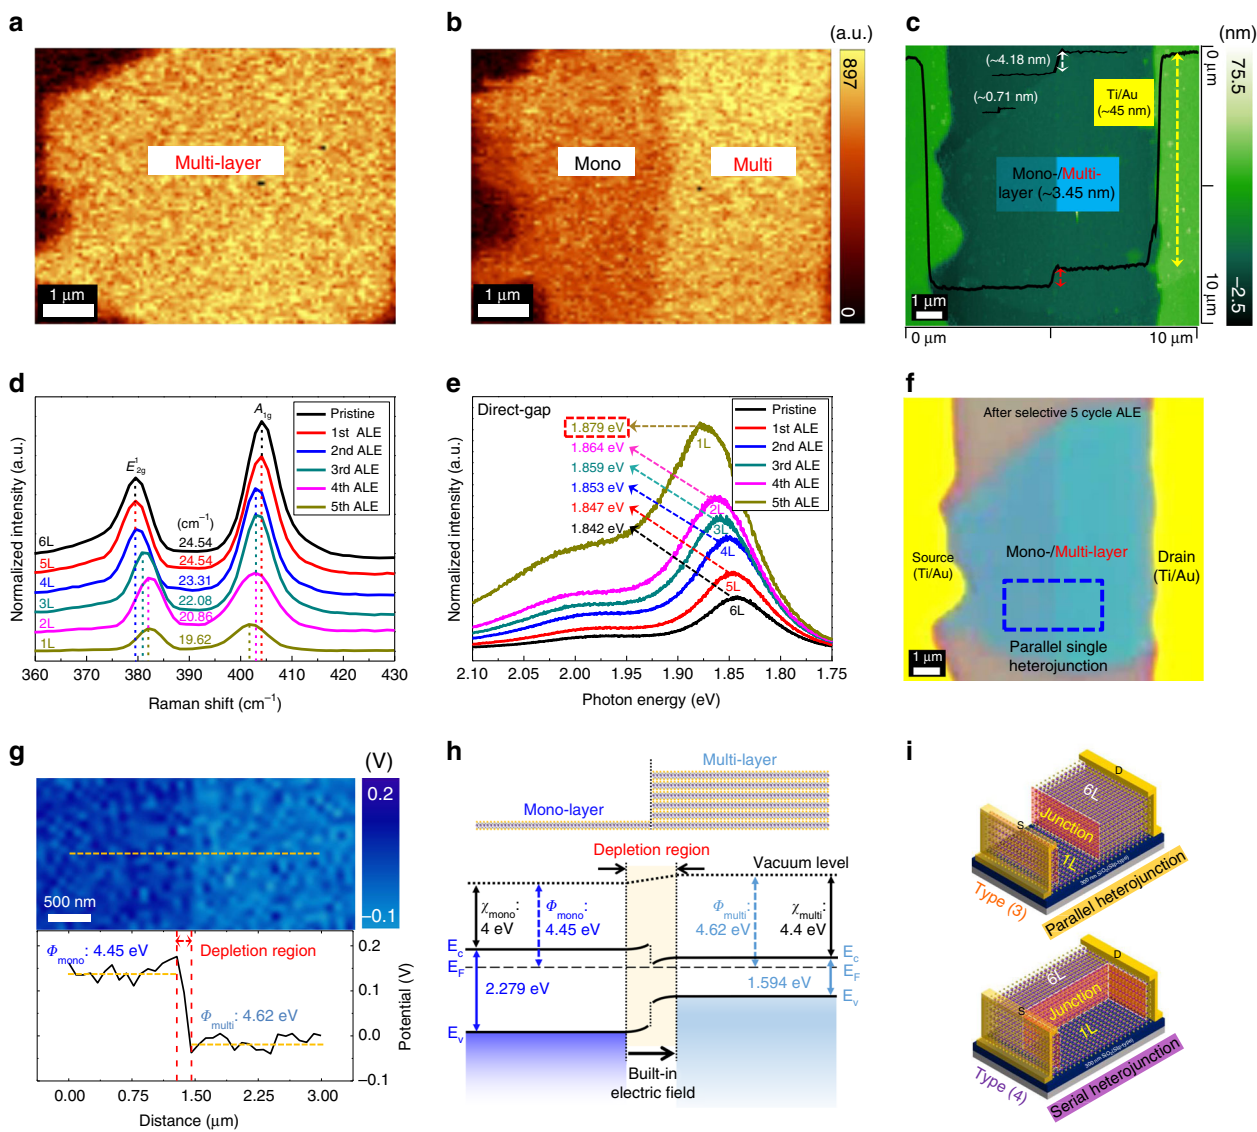 a
Multi-layer
1 μm
b
(a.u.)
Mono
Multi
1 μm
897
0
c
(nm)
(~4.18 nm)
(~0.71 nm)
Ti/Au
(~45 nm)
Mono-/Multi-
layer (~3.45 nm)
1 μm
0 μm
10 μm
0 μm
10 μm
75.5
−2.5
d
Normalized intensity (a.u.)
E¹₂g
A₁g
Pristine
1st ALE
2nd ALE
3rd ALE
4th ALE
5th ALE
(cm⁻¹)
6L
24.54
5L
24.54
4L
23.31
3L
22.08
2L
20.86
1L
19.62
360 370 380 390 400 410 420 430
Raman shift (cm⁻¹)
e
Normalized intensity (a.u.)
Direct-gap
1.879 eV
1.864 eV
1.859 eV
1.853 eV
1.847 eV
1.842 eV
1L
2L
3L
4L
5L
6L
Pristine
1st ALE
2nd ALE
3rd ALE
4th ALE
5th ALE
2.10 2.05 2.00 1.95 1.90 1.85 1.80 1.75
Photon energy (eV)
f
After selective 5 cycle ALE
Mono-/Multi-layer
Source
(Ti/Au)
Drain
(Ti/Au)
Parallel single
heterojunction
1 μm
g
(V)
0.2
−0.1
500 nm
Φmono: 4.45 eV
Depletion region
Φmulti: 4.62 eV
0.2
0.1
0.0
−0.1
Potential (V)
0.00 0.75 1.50 2.25 3.00
Distance (μm)
h
Multi-layer
Mono-layer
Depletion region
Vacuum level
χmono:
4 eV
Φmono:
4.45 eV
Φmulti:
4.62 eV
χmulti:
4.4 eV
Ec
EF
Ev
2.279 eV
1.594 eV
Ec
EF
Ev
Built-in
electric field
i
D
6L
S
Junction
1L
300 nm SiO₂/Si(p-type)
Type (3)
Parallel heterojunction
D
6L
S
Junction
1L
300 nm SiO₂/Si(p-type)
Type (4)
Serial heterojunction